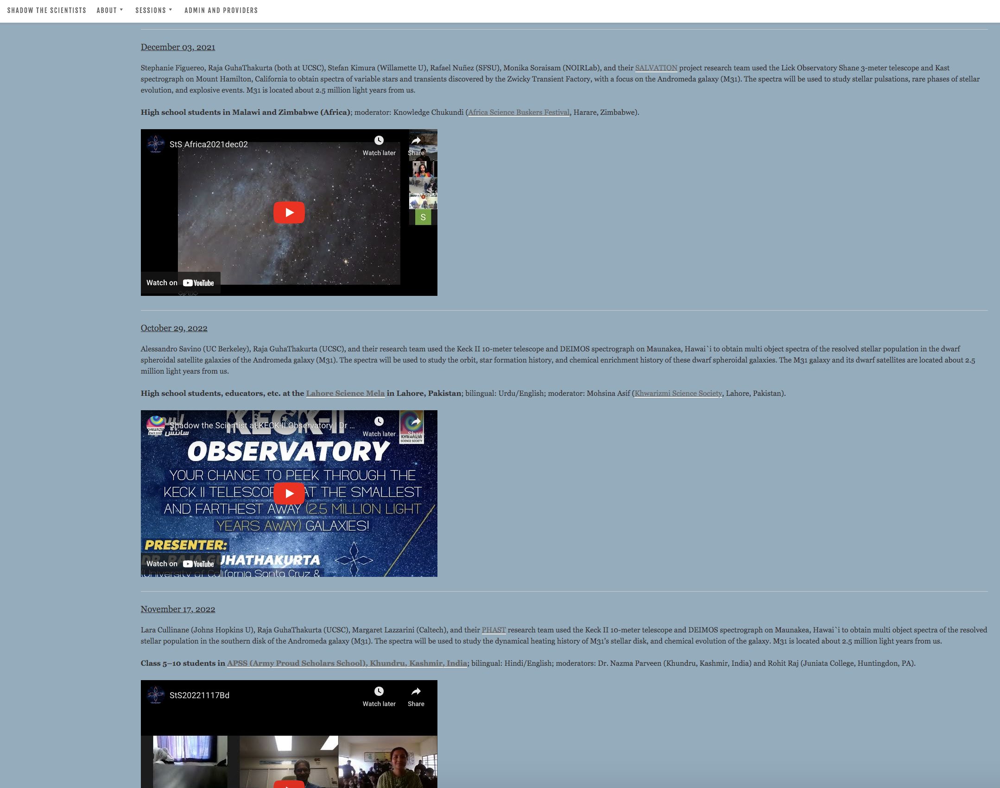 SHADOW THE SCIENTISTS ABOUT SESSIONS ADMIN AND PROVIDERS
December 03, 2021
Stephanie Figuereo, Raja GuhaThakurta (both at UCSC), Stefan Kimura (Willamette U), Rafael Nuñez (SFSU), Monika Soraisam (NOIRLab), and their SALVATION project research team used the Lick Observatory Shane 3-meter telescope and Kast
spectrograph on Mount Hamilton, California to obtain spectra of variable stars and transients discovered by the Zwicky Transient Factory, with a focus on the Andromeda galaxy (M31). The spectra will be used to study stellar pulsations, rare phases of stellar
evolution, and explosive events. M31 is located about 2.5 million light years from us.
High school students in Malawi and Zimbabwe (Africa); moderator: Knowledge Chukundi (Africa Science Buskers Festival, Harare, Zimbabwe).
StS Africa2021dec02
Watch later Share
S
Watch on YouTube
October 29, 2022
Alessandro Savino (UC Berkeley), Raja GuhaThakurta (UCSC), and their research team used the Keck II 10-meter telescope and DEIMOS spectrograph on Maunakea, Hawai`i to obtain multi object spectra of the resolved stellar population in the dwarf
spheroidal satellite galaxies of the Andromeda galaxy (M31). The spectra will be used to study the orbit, star formation history, and chemical enrichment history of these dwarf spheroidal galaxies. The M31 galaxy and its dwarf satellites are located about 2.5
million light years from us.
High school students, educators, etc. at the Lahore Science Mela in Lahore, Pakistan; bilingual: Urdu/English; moderator: Mohsina Asif (Khwarizmi Science Society, Lahore, Pakistan).
KECK-II
Shadow the Scientist at KECK-II Observatory | Dr ...
Watch later Share
سائنس
KHWARIZMI
SCIENCE SOCIETY
OBSERVATORY
YOUR CHANCE TO PEEK THROUGH THE
KECK II TELESCOP AT THE SMALLEST
AND FARTHEST AWAY (2.5 MILLION LIGHT
YEARS AWAY) GALAXIES!
PRESENTER:
DR. RAJA GUHATHAKURTA
Watch on YouTube
(University of California Santa Cruz &
November 17, 2022
Lara Cullinane (Johns Hopkins U), Raja GuhaThakurta (UCSC), Margaret Lazzarini (Caltech), and their PHAST research team used the Keck II 10-meter telescope and DEIMOS spectrograph on Maunakea, Hawai`i to obtain multi object spectra of the resolved
stellar population in the southern disk of the Andromeda galaxy (M31). The spectra will be used to study the dynamical heating history of M31’s stellar disk, and chemical evolution of the galaxy. M31 is located about 2.5 million light years from us.
Class 5–10 students in APSS (Army Proud Scholars School), Khundru, Kashmir, India; bilingual: Hindi/English; moderators: Dr. Nazma Parveen (Khundru, Kashmir, India) and Rohit Raj (Juniata College, Huntingdon, PA).
StS20221117Bd
Watch later Share